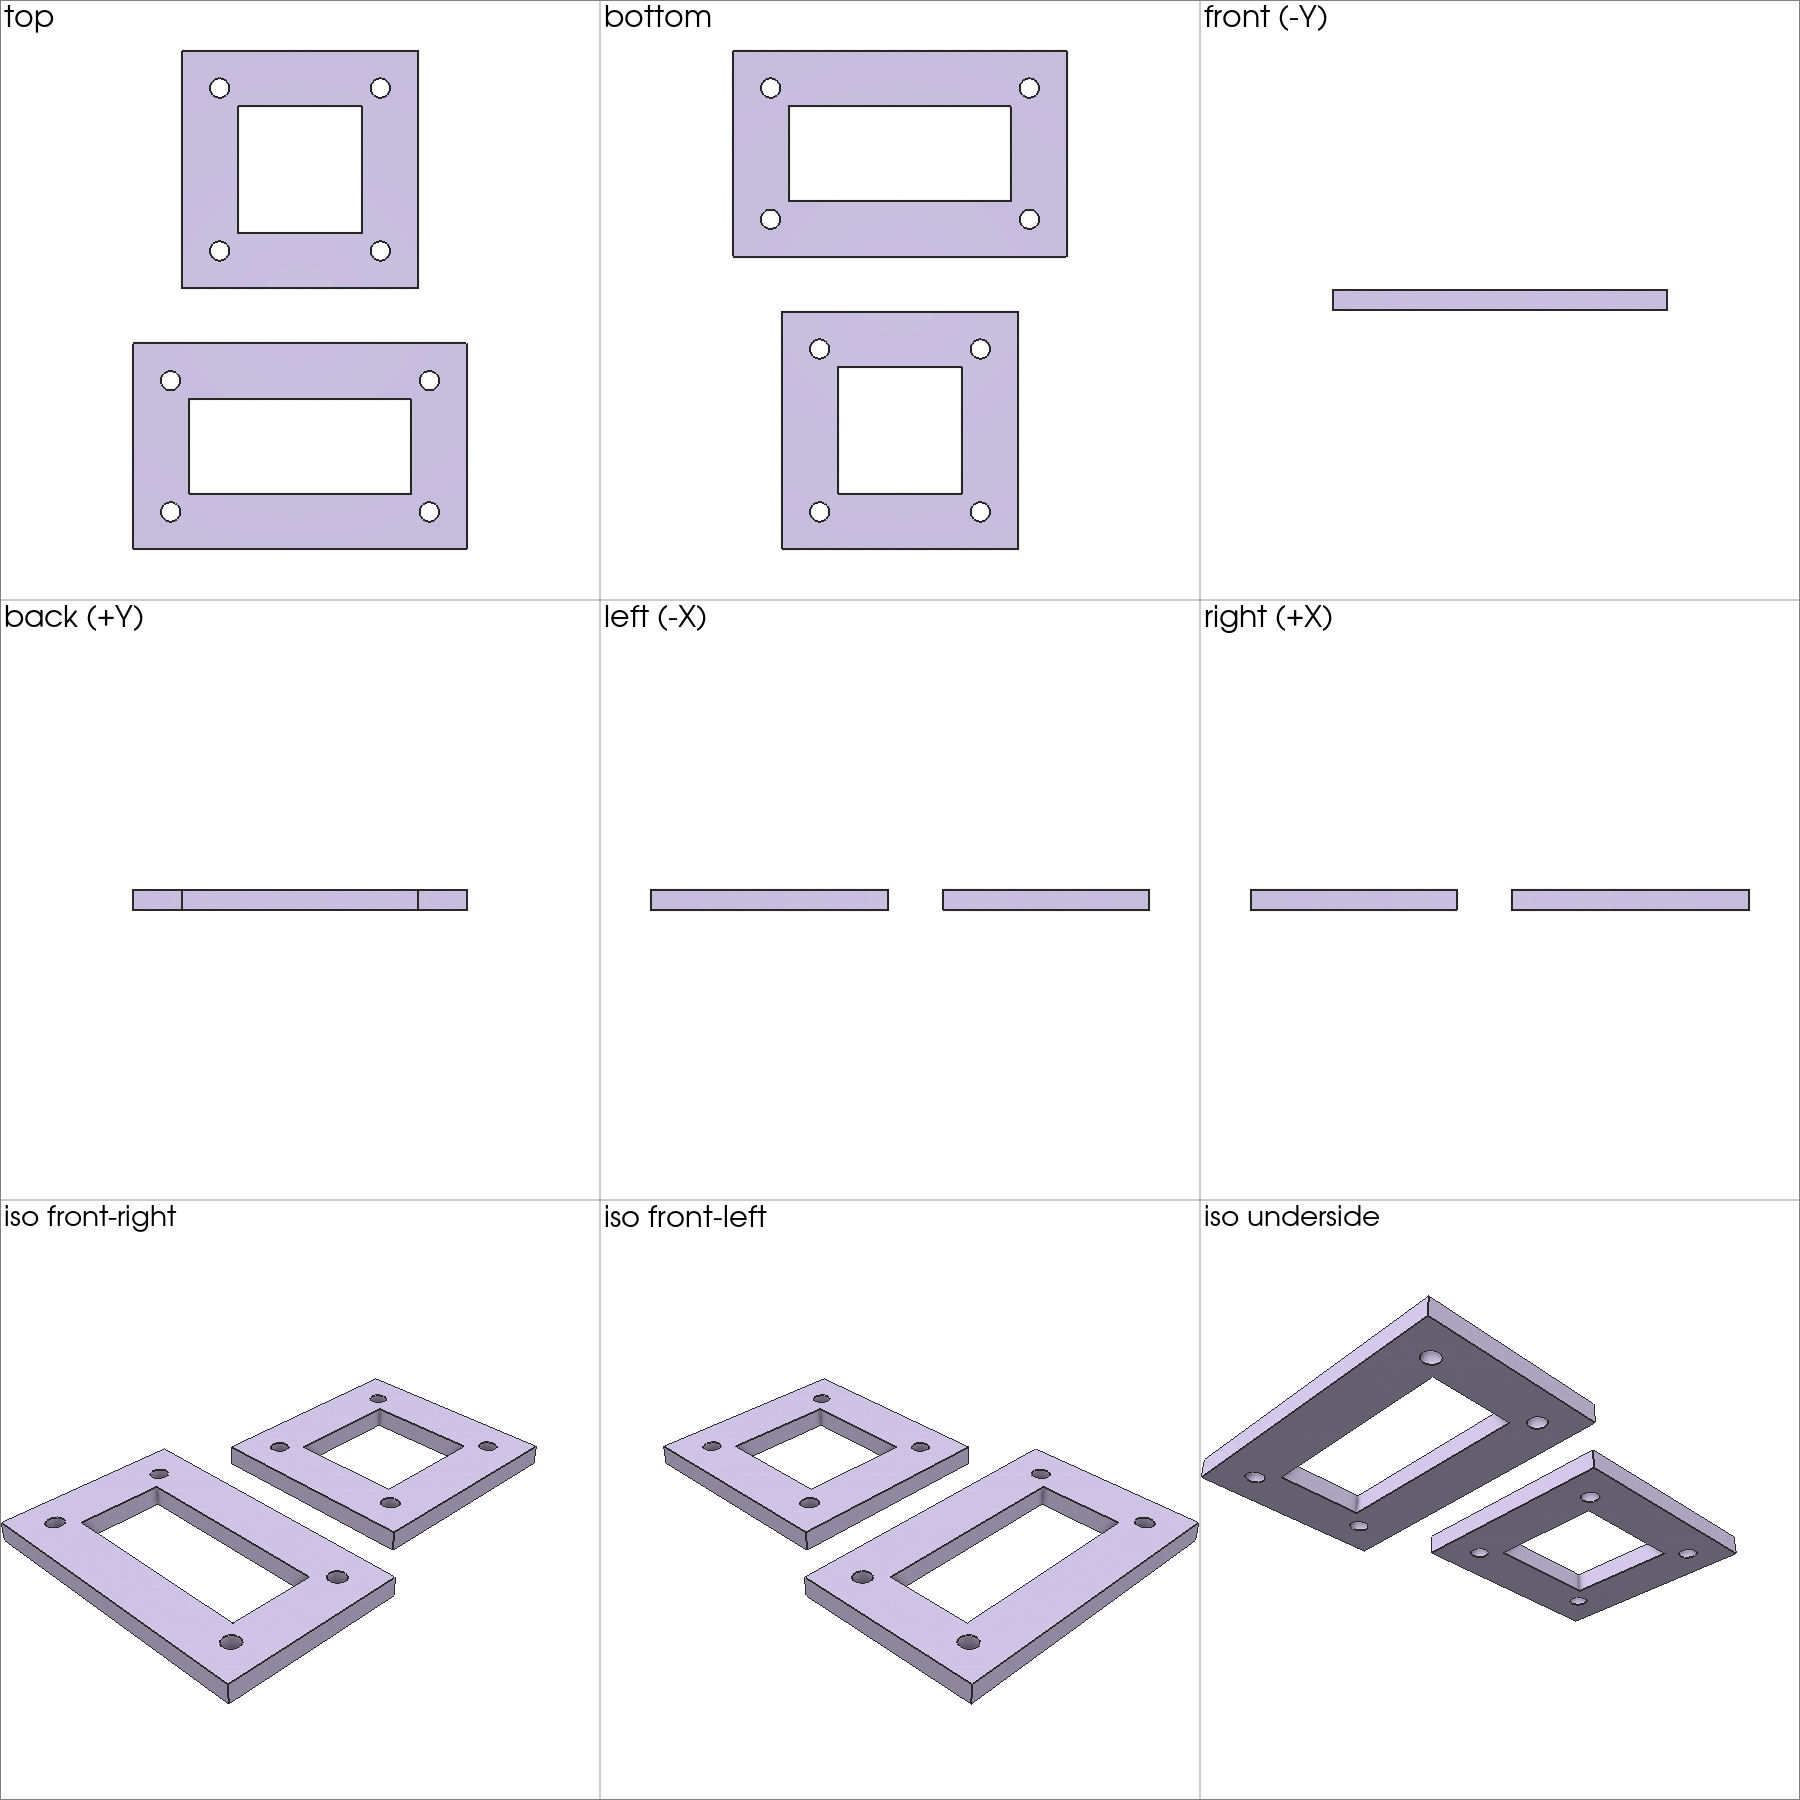 top
bottom
front (-Y)
back (+Y)
left (-X)
right (+X)
iso front-right
iso front-left
iso underside